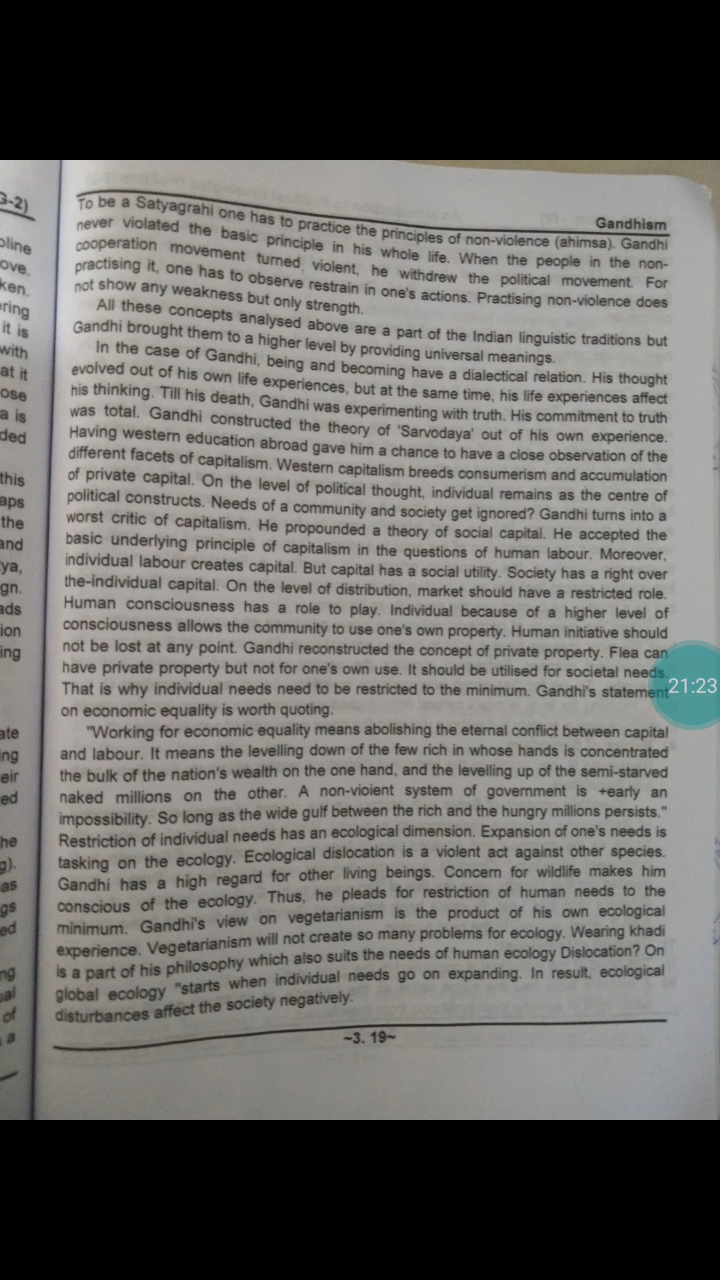 G-2)
Gandhism
To be a Satyagrahi one has to practice the principles of non-violence (ahimsa). Gandhi
never violated the basic principle in his whole life. When the people in the non-
cooperation movement turned violent, he withdrew the political movement. For
practising it, one has to observe restrain in one's actions. Practising non-violence does
not show any weakness but only strength.
All these concepts analysed above are a part of the Indian linguistic traditions but
Gandhi brought them to a higher level by providing universal meanings.
In the case of Gandhi, being and becoming have a dialectical relation. His thought
evolved out of his own life experiences, but at the same time, his life experiences affect
his thinking. Till his death, Gandhi was experimenting with truth. His commitment to truth
was total. Gandhi constructed the theory of 'Sarvodaya' out of his own experience.
Having western education abroad gave him a chance to have a close observation of the
different facets of capitalism. Western capitalism breeds consumerism and accumulation
of private capital. On the level of political thought, individual remains as the centre of
political constructs. Needs of a community and society get ignored? Gandhi turns into a
worst critic of capitalism. He propounded a theory of social capital. He accepted the
basic underlying principle of capitalism in the questions of human labour. Moreover,
individual labour creates capital. But capital has a social utility. Society has a right over
the-individual capital. On the level of distribution, market should have a restricted role.
Human consciousness has a role to play. Individual because of a higher level of
consciousness allows the community to use one's own property. Human initiative should
not be lost at any point. Gandhi reconstructed the concept of private property. Flea can
have private property but not for one's own use. It should be utilised for societal needs.
That is why individual needs need to be restricted to the minimum. Gandhi's statement
on economic equality is worth quoting.
"Working for economic equality means abolishing the eternal conflict between capital
and labour. It means the levelling down of the few rich in whose hands is concentrated
the bulk of the nation's wealth on the one hand, and the levelling up of the semi-starved
naked millions on the other. A non-vioient system of government is +early an
impossibility. So long as the wide gulf between the rich and the hungry millions persists."
Restriction of individual needs has an ecological dimension. Expansion of one's needs is
tasking on the ecology. Ecological dislocation is a violent act against other species.
Gandhi has a high regard for other living beings. Concern for wildlife makes him
conscious of the ecology. Thus, he pleads for restriction of human needs to the
minimum. Gandhi's view on vegetarianism is the product of his own ecological
experience. Vegetarianism will not create so many problems for ecology. Wearing khadi
is a part of his philosophy which also suits the needs of human ecology Dislocation? On
global ecology "starts when individual needs go on expanding. In result, ecological
disturbances affect the society negatively.
~3. 19~
21:23